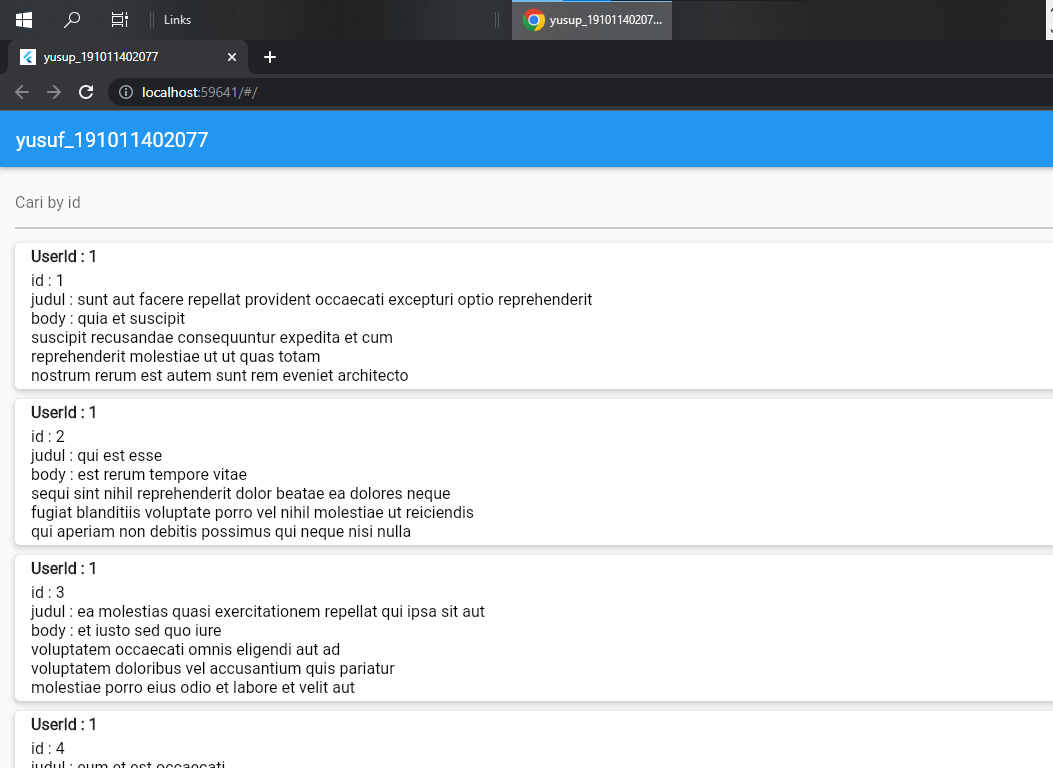 Links
yusup_19101140207...
yusup_191011402077
localhost:59641/#/
yusuf_191011402077
Cari by id
UserId : 1
id : 1
judul : sunt aut facere repellat provident occaecati excepturi optio reprehenderit
body : quia et suscipit
suscipit recusandae consequuntur expedita et cum
reprehenderit molestiae ut ut quas totam
nostrum rerum est autem sunt rem eveniet architecto
UserId : 1
id : 2
judul : qui est esse
body : est rerum tempore vitae
sequi sint nihil reprehenderit dolor beatae ea dolores neque
fugiat blanditiis voluptate porro vel nihil molestiae ut reiciendis
qui aperiam non debitis possimus qui neque nisi nulla
UserId : 1
id : 3
judul : ea molestias quasi exercitationem repellat qui ipsa sit aut
body : et iusto sed quo iure
voluptatem occaecati omnis eligendi aut ad
voluptatem doloribus vel accusantium quis pariatur
molestiae porro eius odio et labore et velit aut
UserId : 1
id : 4
judul : eum et est occaecati